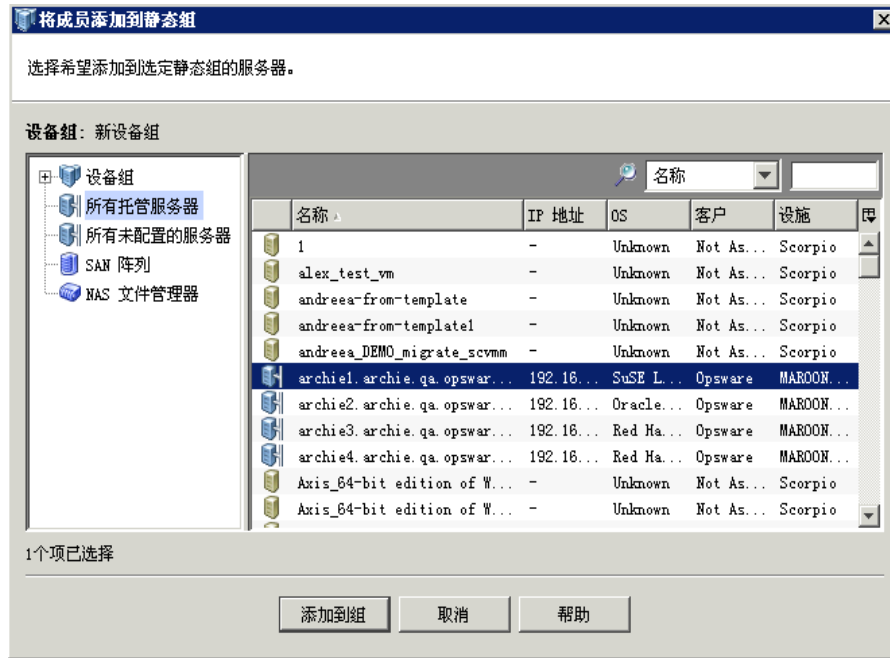 将成员添加到静态组
选择希望添加到选定静态组的服务器。
设备组: 新设备组
设备组
所有托管服务器
所有未配置的服务器
SAN 阵列
NAS 文件管理器
名称
名称 IP 地址 OS 客户 设施
1 - Unknown Not As... Scorpio
alex_test_vm - Unknown Not As... Scorpio
andreea-from-template - Unknown Not As... Scorpio
andreea-from-template1 - Unknown Not As... Scorpio
andreea_DEMO_migrate_scvmm - Unknown Not As... Scorpio
archie1.archie.qa.opswar... 192.16... SuSE L... Opsware MAROON...
archie2.archie.qa.opswar... 192.16... Oracle... Opsware MAROON...
archie3.archie.qa.opswar... 192.16... Red Ha... Opsware MAROON...
archie4.archie.qa.opswar... 192.16... Red Ha... Opsware MAROON...
Axis_64-bit edition of W... - Unknown Not As... Scorpio
Axis_64-bit edition of W... - Unknown Not As... Scorpio
1个项已选择
添加到组 取消 帮助